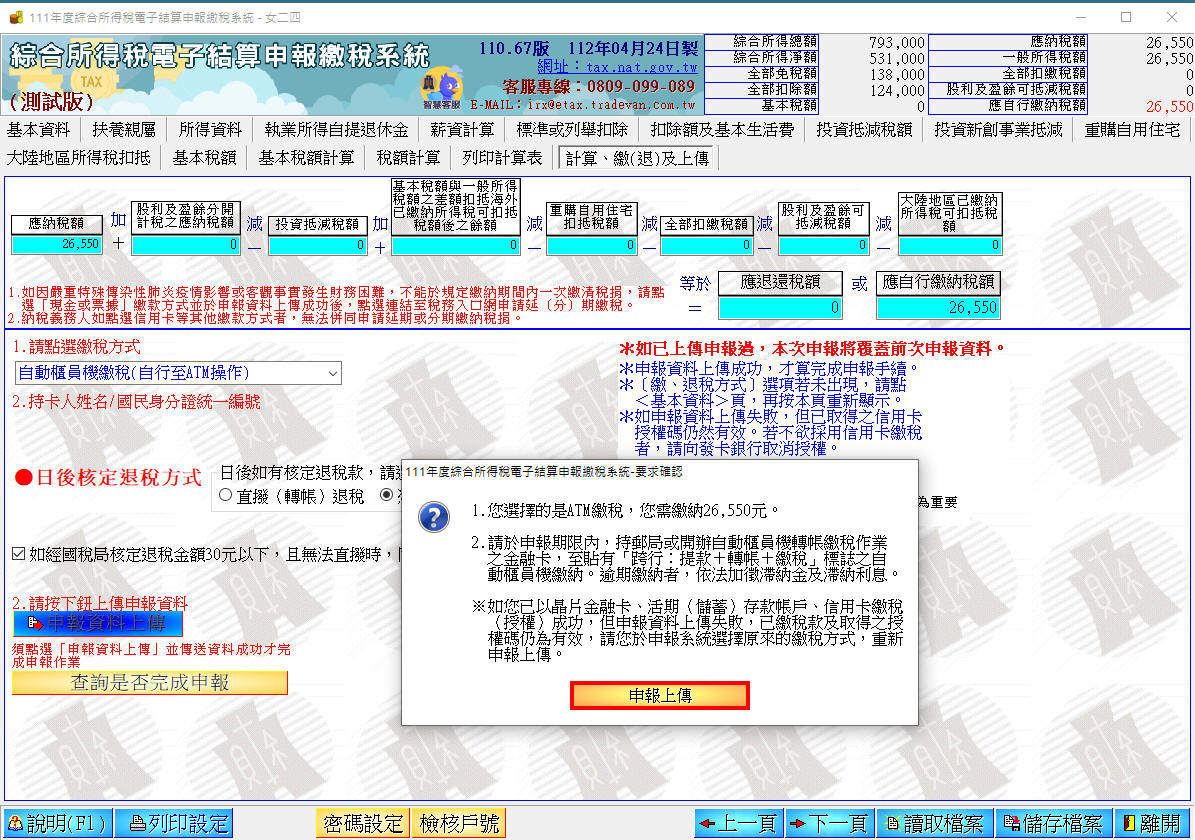 111年度綜合所得稅電子結算申報繳稅系統 - 女二四
綜合所得稅電子結算申報繳稅系統
TAX
(測試版)
智慧客服
110.67版 112年04月24日製
網址：tax.nat.gov.tw
客服專線：0809-099-089
E-MAIL：irx@etax.tradevan.com.tw
綜合所得總額 793,000 應納稅額 26,550
綜合所得淨額 531,000 一般所得稅額 26,550
全部免稅額 138,000 全部扣繳稅額 0
全部扣除額 124,000 股利及盈餘可抵減稅額 0
基本稅額 0 應自行繳納稅額 26,550
基本資料 扶養親屬 所得資料 執業所得自提退休金 薪資計算 標準或列舉扣除 扣除額及基本生活費 投資抵減稅額 投資新創事業抵減 重購自用住宅
大陸地區所得稅扣抵 基本稅額 基本稅額計算 稅額計算 列印計算表 計算、繳(退)及上傳
應納稅額
26,550
加
＋
股利及盈餘分開
計稅之應納稅額
0
減
－
投資抵減稅額
0
加
＋
基本稅額與一般所得
稅額之差額扣抵海外
已繳納所得稅可扣抵
稅額後之餘額
0
減
－
重購自用住宅
扣抵稅額
0
減
－
全部扣繳稅額
0
減
－
股利及盈餘可
抵減稅額
0
減
－
大陸地區已繳納
所得稅可扣抵稅
額
0
1.如因嚴重特殊傳染性肺炎疫情影響或客觀事實發生財務困難，不能於規定繳納期間內一次繳清稅捐，請點
選「現金或票據」繳款方式並於申報資料上傳成功後，點選連結至稅務入口網申請延（分）期繳稅。
2.納稅義務人如點選信用卡等其他繳款方式者，無法併同申請延期或分期繳納稅捐。
等於
＝
應退還稅額
0
或
應自行繳納稅額
26,550
1.請點選繳稅方式
自動櫃員機繳稅(自行至ATM操作)
2.持卡人姓名/國民身分證統一編號
＊如已上傳申報過，本次申報將覆蓋前次申報資料。
＊申報資料上傳成功，才算完成申報手續。
＊〔繳、退稅方式〕選項若未出現，請點
＜基本資料＞頁，再按本頁重新顯示。
＊如申報資料上傳失敗，但已取得之信用卡
授權碼仍然有效。若不欲採用信用卡繳稅
者，請向發卡銀行取消授權。
●日後核定退稅方式
日後如有核定退稅款，請
直撥（轉帳）退稅
為重要
如經國稅局核定退稅金額30元以下，且無法直撥時，
2.請按下鈕上傳申報資料
申報資料上傳
須點選「申報資料上傳」並傳送資料成功才完
成申報作業
查詢是否完成申報
111年度綜合所得稅電子結算申報繳稅系統-要求確認
1.您選擇的是ATM繳稅，您需繳納26,550元。
2.請於申報期限內，持郵局或開辦自動櫃員機轉帳繳稅作業
之金融卡，至貼有「跨行：提款＋轉帳＋繳稅」標誌之自
動櫃員機繳納。逾期繳納者，依法加徵滯納金及滯納利息。
※如您已以晶片金融卡、活期（儲蓄）存款帳戶、信用卡繳稅
（授權）成功，但申報資料上傳失敗，已繳稅款及取得之授
權碼仍為有效，請您於申報系統選擇原來的繳稅方式，重新
申報上傳。
申報上傳
說明(F1) 列印設定 密碼設定 檢核戶號 上一頁 下一頁 讀取檔案 儲存檔案 離開